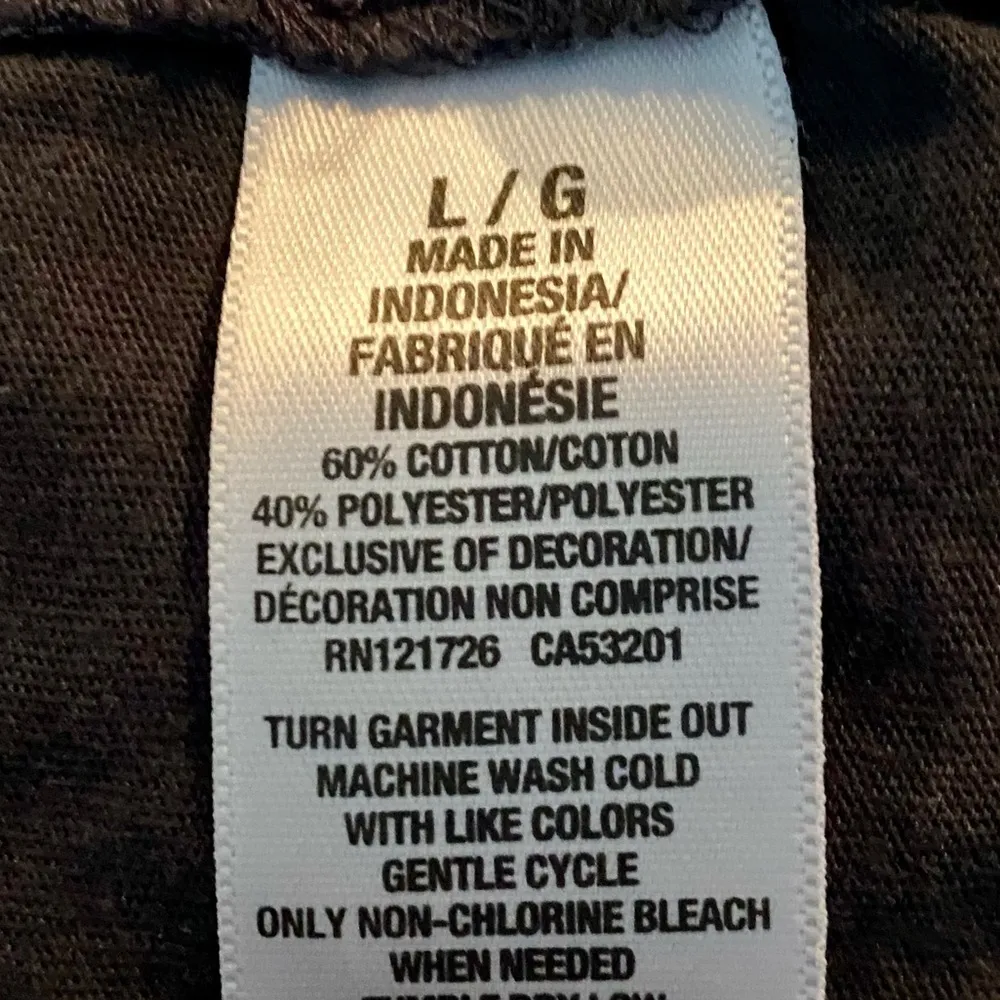 L / G
MADE IN
INDONESIA/
FABRIQUÉ EN
INDONÉSIE
60% COTTON/COTON
40% POLYESTER/POLYESTER
EXCLUSIVE OF DECORATION/
DÉCORATION NON COMPRISE
RN121726 CA53201
TURN GARMENT INSIDE OUT
MACHINE WASH COLD
WITH LIKE COLORS
GENTLE CYCLE
ONLY NON-CHLORINE BLEACH
WHEN NEEDED